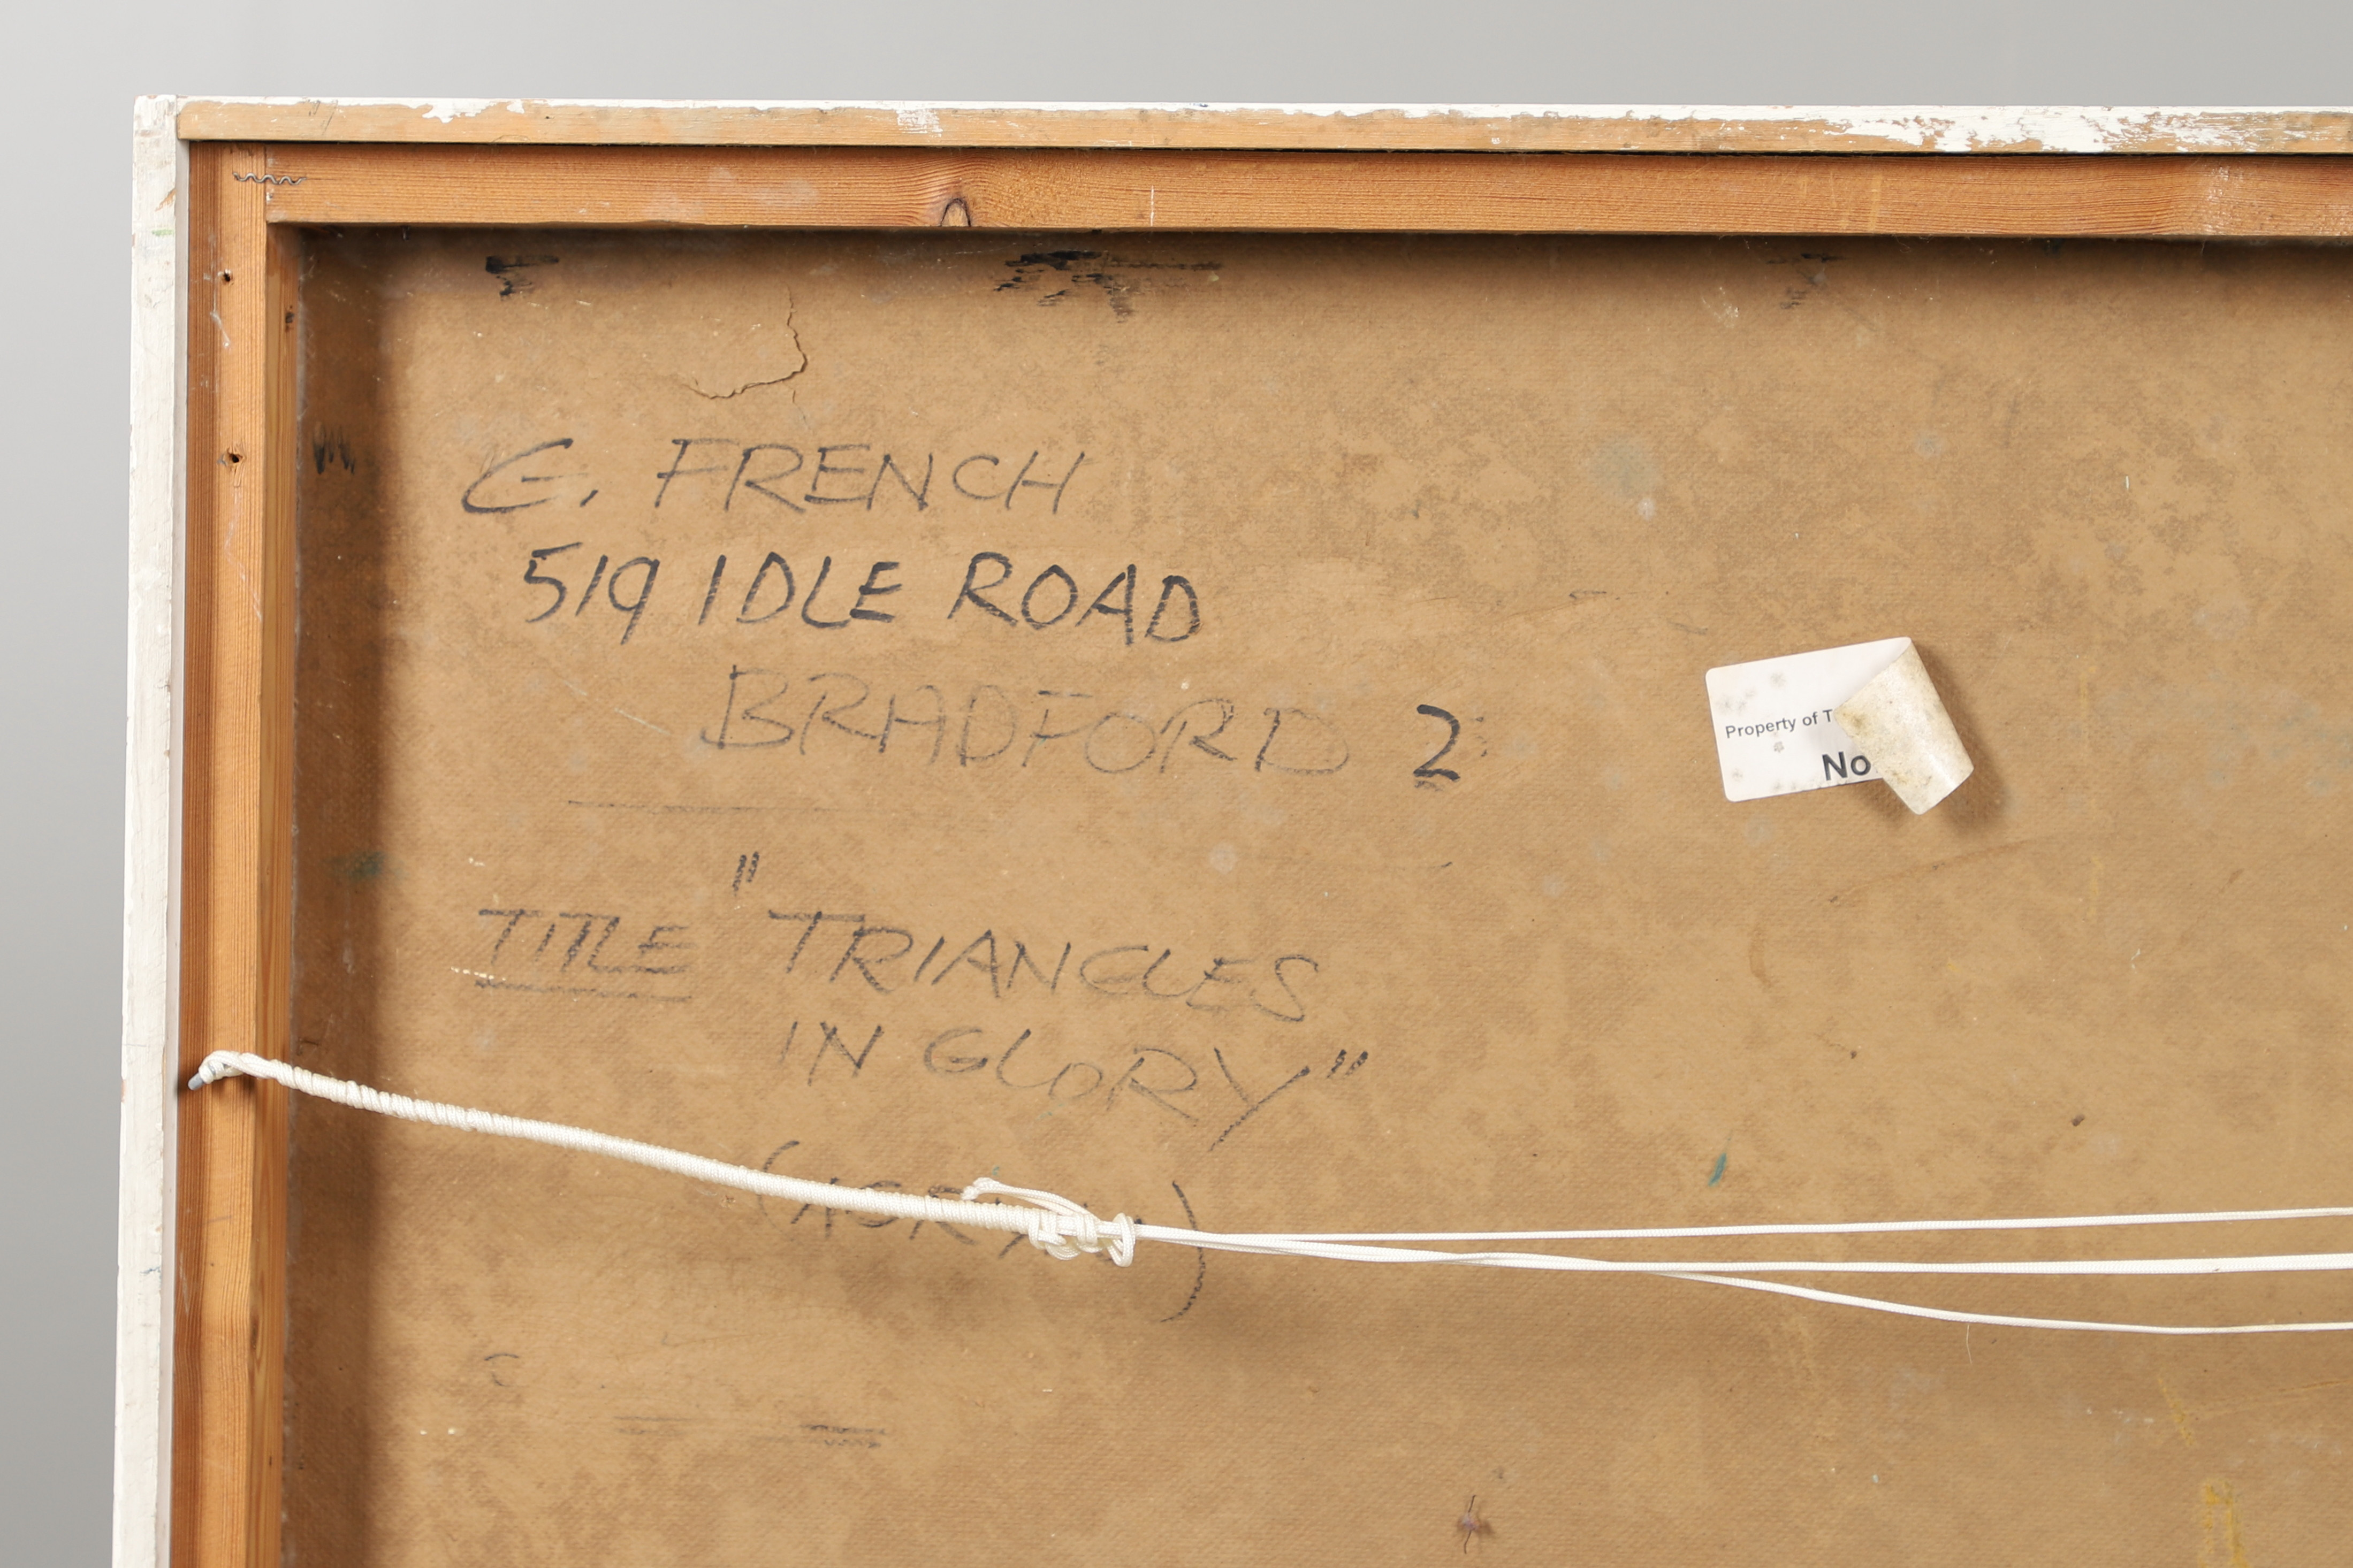 G. FRENCH
519 IDLE ROAD
BRADFORD 2
TITLE "TRIANGLES
IN GLORY"
Property of T
No